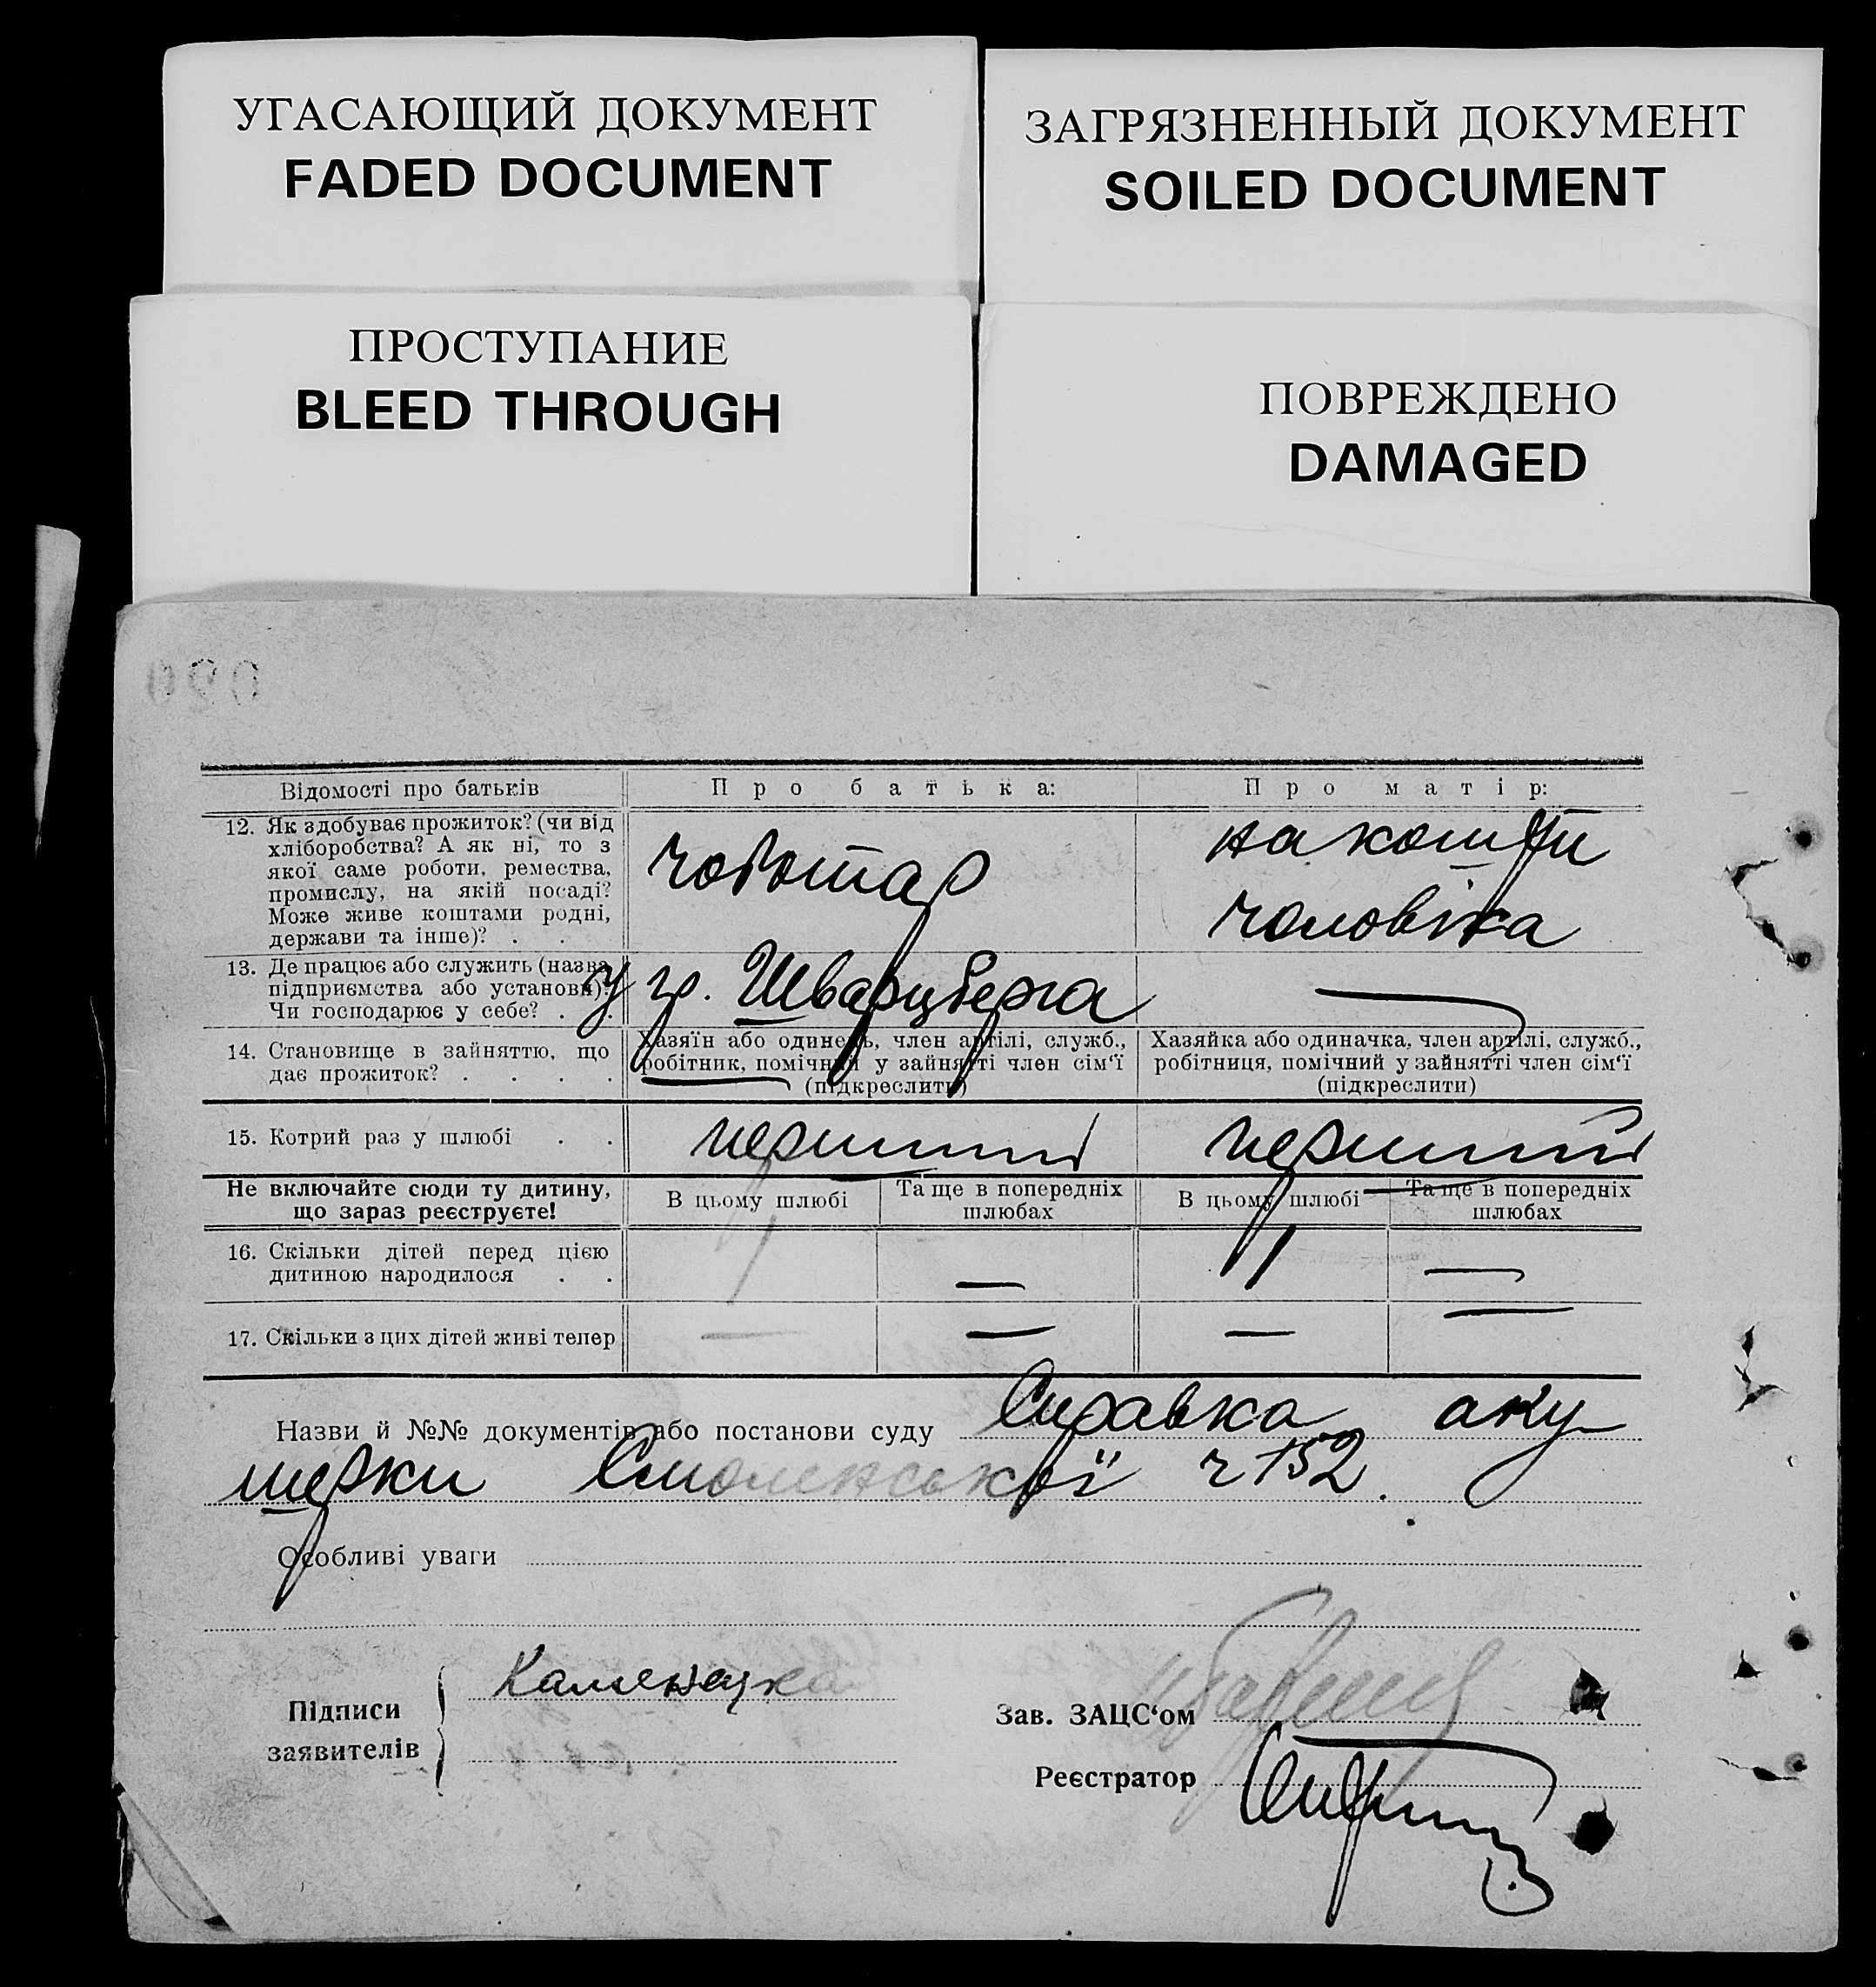 УГАСАЮЩИЙ ДОКУМЕНТ
FADED DOCUMENT
ЗАГРЯЗНЕННЫЙ ДОКУМЕНТ
SOILED DOCUMENT
ПРОСТУПАНИЕ
BLEED THROUGH
ПОВРЕЖДЕНО
DAMAGED
Відомості про батьків
Про батька:
Про матір:
12. Як здобуває прожиток? (чи від
хліборобства? А як ні, то з
якої саме роботи, ремества,
промислу, на якій посаді?
Може живе коштами родні,
держави та інше)? . .
чоботар
на кошти
чоловіка
13. Де працює або служить (назва
підприємства або установи)?
Чи господарює у себе? . .
у гр. Шварцберга
—
14. Становище в зайняттю, що
дає прожиток? . . . .
Хазяїн або одинець, член артілі, служб.,
робітник, помічний у зайнятті член сім‘ї
(підкреслити)
Хазяйка або одиначка, член артілі, служб.,
робітниця, помічний у зайнятті член сім‘ї
(підкреслити)
15. Котрий раз у шлюбі . .
перший
перший
Не включайте сюди ту дитину,
що зараз реєструєте!
В цьому шлюбі
Та ще в попередніх
шлюбах
В цьому шлюбі
Та ще в попередніх
шлюбах
16. Скільки дітей перед цією
дитиною народилося . .
1
—
1
—
17. Скільки з цих дітей живі тепер
—
—
—
—
Назви й №№ документів або постанови суду Справка аку
шерки Смоленської ч 152.
Особливі уваги
Підписи
заявителів
Каменецкий
Зав. ЗАЦС‘ом
Реєстратор